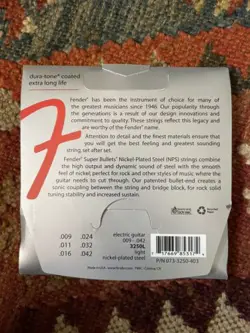 dura-tone® coated
extra long life
Fender® has been the instrument of choice for many of
the greatest musicians since 1946. Our popularity through
the generations is a result of our design innovations and
commitment to quality. These strings reflect this legacy and
are worthy of the Fender® name.
Attention to detail and the finest materials ensure that
you will get the best feeling and greatest sounding
string, set after set.
Fender® Super Bullets® Nickel-Plated Steel (NPS) strings combine
the high output and dynamic sound of steel with the smooth
feel of nickel, perfect for rock and other styles of music where the
guitar needs to cut through. Our patented bullet-end creates a
sonic coupling between the string and bridge block, for rock solid
tuning stability and increased sustain.
.009 .024
.011 .032
.016 .042
electric guitar
.009 - .042
3250L
light
nickel-plated steel
P/N 073-3250-403